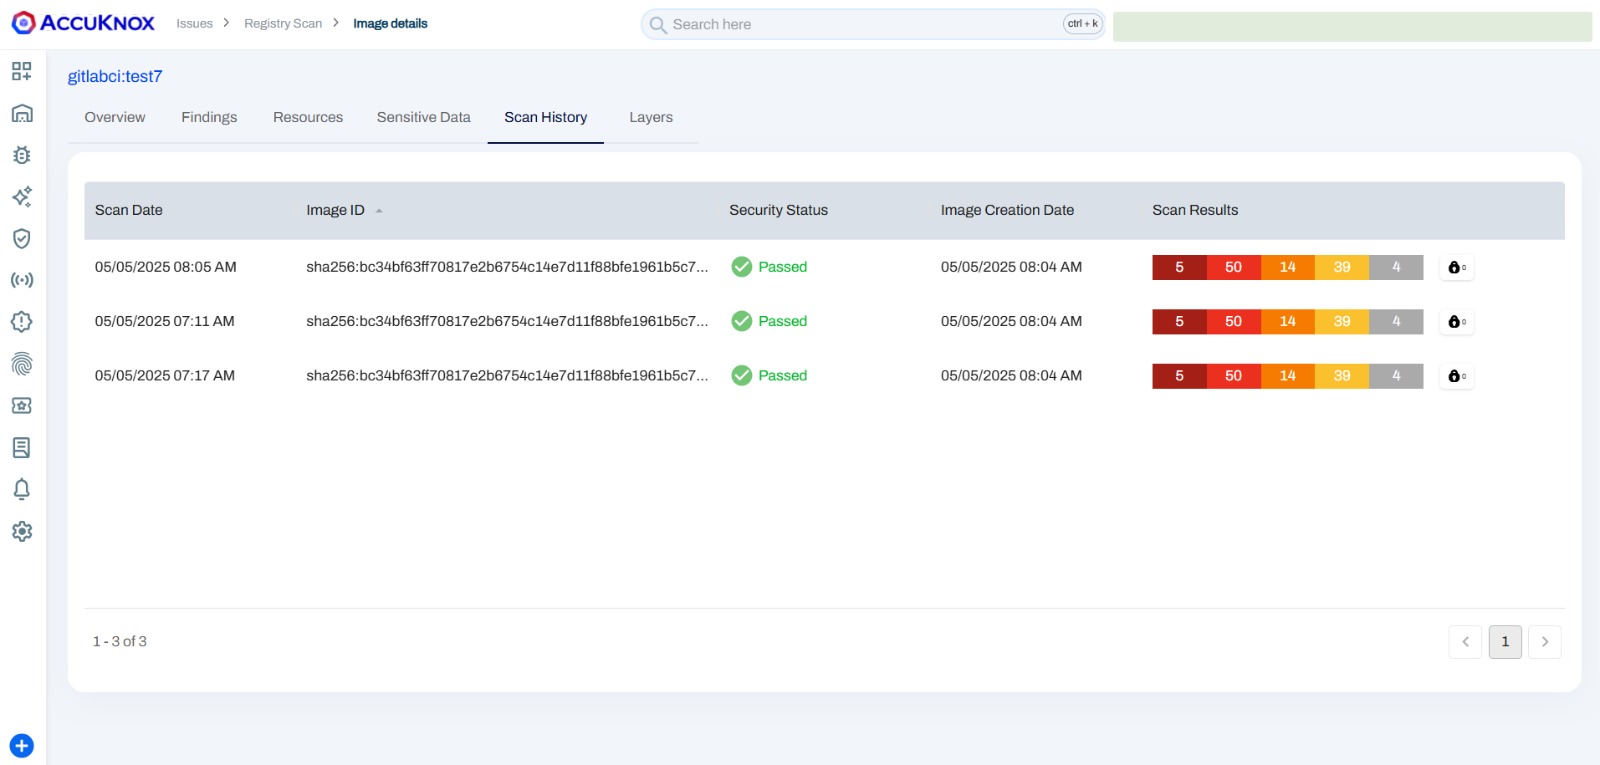 ACCUKNOX Issues > Registry Scan > Image details Search here ctrl + k
gitlabci:test7
Overview Findings Resources Sensitive Data Scan History Layers
Scan Date Image ID Security Status Image Creation Date Scan Results
05/05/2025 08:05 AM sha256:bc34bf63ff70817e2b6754c14e7d11f88bfe1961b5c7... Passed 05/05/2025 08:04 AM 5 50 14 39 4 0
05/05/2025 07:11 AM sha256:bc34bf63ff70817e2b6754c14e7d11f88bfe1961b5c7... Passed 05/05/2025 08:04 AM 5 50 14 39 4 0
05/05/2025 07:17 AM sha256:bc34bf63ff70817e2b6754c14e7d11f88bfe1961b5c7... Passed 05/05/2025 08:04 AM 5 50 14 39 4 0
1 - 3 of 3 < 1 >